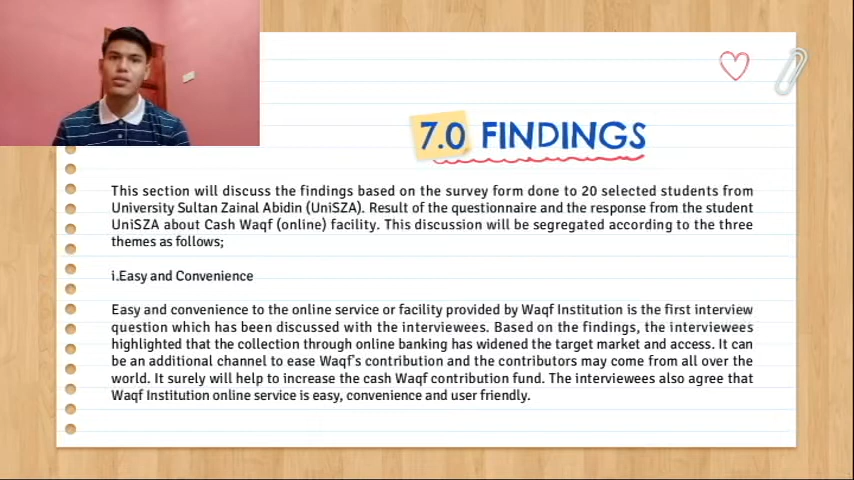 7.0 FINDINGS
This section will discuss the findings based on the survey form done to 20 selected students from
University Sultan Zainal Abidin (UniSZA). Result of the questionnaire and the response from the student
UniSZA about Cash Waqf (online) facility. This discussion will be segregated according to the three
themes as follows;
i.Easy and Convenience
Easy and convenience to the online service or facility provided by Waqf Institution is the first interview
question which has been discussed with the interviewees. Based on the findings, the interviewees
highlighted that the collection through online banking has widened the target market and access. It can
be an additional channel to ease Waqf's contribution and the contributors may come from all over the
world. It surely will help to increase the cash Waqf contribution fund. The interviewees also agree that
Waqf Institution online service is easy, convenience and user friendly.